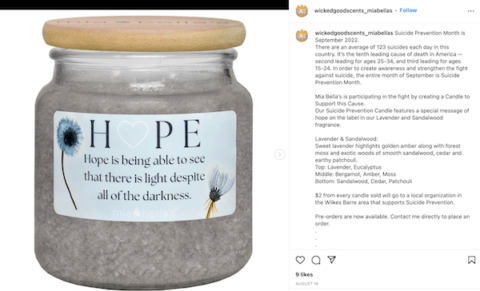 HOPE
Hope is being able to see
that there is light despite
all of the darkness.
wickedgoodscents_miabellas • Follow
wickedgoodscents_miabellas Suicide Prevention Month is
September 2022.
There are an average of 123 suicides each day in this
country. It's the tenth leading cause of death in America —
second leading for ages 25-34, and third leading for ages
15-24. In order to create awareness and strengthen the fight
against suicide, the entire month of September is Suicide
Prevention Month.
Mia Bella's is participating in the fight by creating a Candle to
Support this Cause.
Our Suicide Prevention Candle features a special message of
hope on the label in our Lavender and Sandalwood
fragrance.
Lavender & Sandalwood:
Sweet lavender highlights golden amber along with forest
moss and exotic woods of smooth sandalwood, cedar and
earthy patchouli.
Top: Lavender, Eucalyptus
Middle: Bergamot, Amber, Moss
Bottom: Sandalwood, Cedar, Patchouli
$2 from every candle sold will go to a local organization in
the Wilkes Barre area that supports Suicide Prevention.
Pre-orders are now available. Contact me directly to place an
order.
.
.
.
9 likes